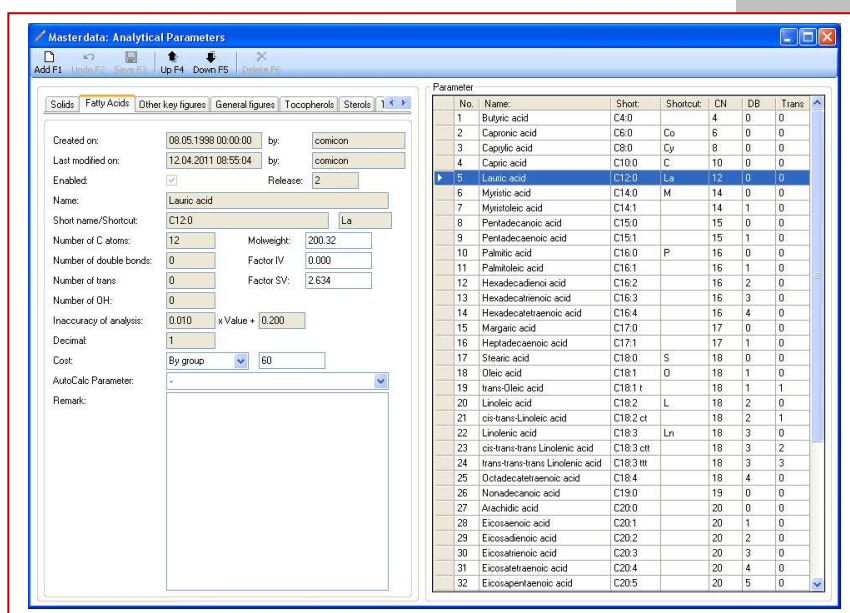 Masterdata: Analytical Parameters
Add F1 Undo F2 Save F3 Up F4 Down F5 Delete F6
Solids Fatty Acids Other key figures General figures Tocopherols Sterols
Created on: 08.05.1998 00:00:00 by: comicon
Last modified on: 12.04.2011 08:55:04 by: comicon
Enabled: Release: 2
Name: Lauric acid
Short name/Shortcut: C12:0 La
Number of C atoms: 12 Molweight: 200.32
Number of double bonds: 0 Factor IV 0.000
Number of trans 0 Factor SV: 2.634
Number of OH: 0
Inaccuracy of analysis: 0.010 x Value + 0.200
Decimal: 1
Cost: By group 60
AutoCalc Parameter: -
Remark:
Parameter
No. Name: Short: Shortcut: CN DB Trans
1 Butyric acid C4:0 4 0 0
2 Capronic acid C6:0 Co 6 0 0
3 Caprylic acid C8:0 Cy 8 0 0
4 Capric acid C10:0 C 10 0 0
5 Lauric acid C12:0 La 12 0 0
6 Myristic acid C14:0 M 14 0 0
7 Myristoleic acid C14:1 14 1 0
8 Pentadecanoic acid C15:0 15 0 0
9 Pentadecaenoic acid C15:1 15 1 0
10 Palmitic acid C16:0 P 16 0 0
11 Palmitoleic acid C16:1 16 1 0
12 Hexadecadienoi acid C16:2 16 2 0
13 Hexadecatrienoic acid C16:3 16 3 0
14 Hexadecatetraenoic acid C16:4 16 4 0
15 Margaric acid C17:0 17 0 0
16 Heptadecaenoic acid C17:1 17 1 0
17 Stearic acid C18:0 S 18 0 0
18 Oleic acid C18:1 O 18 1 0
19 trans-Oleic acid C18:1 t 18 1 1
20 Linoleic acid C18:2 L 18 2 0
21 cis-trans-Linoleic acid C18:2 ct 18 2 1
22 Linolenic acid C18:3 Ln 18 3 0
23 cis-trans-trans Linolenic acid C18:3 ctt 18 3 2
24 trans-trans-trans Linolenic acid C18:3 ttt 18 3 3
25 Octadecatetraenoic acid C18:4 18 4 0
26 Nonadecanoic acid C19:0 19 0 0
27 Arachidic acid C20:0 20 0 0
28 Eicosaenoic acid C20:1 20 1 0
29 Eicosadienoic acid C20:2 20 2 0
30 Eicosatrienoic acid C20:3 20 3 0
31 Eicosatetraenoic acid C20:4 20 4 0
32 Eicosapentaenoic acid C20:5 20 5 0